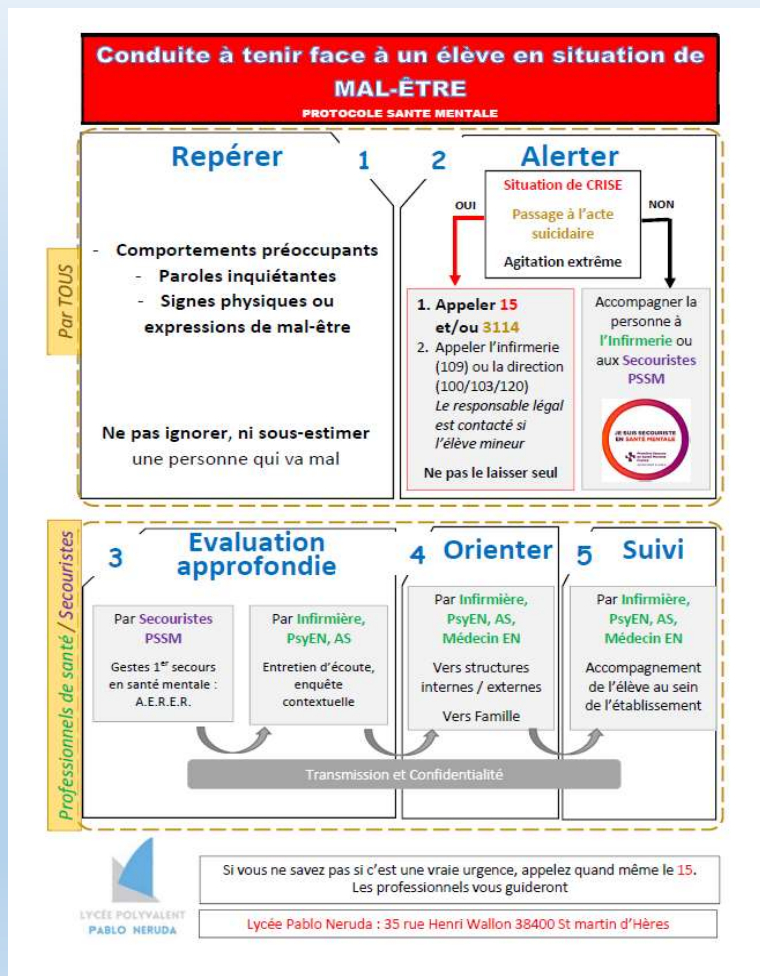 Conduite à tenir face à un élève en situation de
MAL-ÊTRE
PROTOCOLE SANTE MENTALE
Par TOUS
Repérer 1
- Comportements préoccupants
- Paroles inquiétantes
- Signes physiques ou
expressions de mal-être
Ne pas ignorer, ni sous-estimer
une personne qui va mal
2 Alerter
Situation de CRISE
Passage à l'acte
suicidaire
Agitation extrême
OUI
NON
1. Appeler 15
et/ou 3114
2. Appeler l'infirmerie
(109) ou la direction
(100/103/120)
Le responsable légal
est contacté si
l'élève mineur
Ne pas le laisser seul
Accompagner la
personne à
l'Infirmerie ou
aux Secouristes
PSSM
JE SUIS SECOURISTE
EN SANTÉ MENTALE
Professionnels de santé / Secouristes
3 Evaluation
approfondie
Par Secouristes
PSSM
Gestes 1er secours
en santé mentale :
A.E.R.E.R.
Par Infirmière,
PsyEN, AS
Entretien d'écoute,
enquête
contextuelle
4 Orienter
Par Infirmière,
PsyEN, AS,
Médecin EN
Vers structures
internes / externes
Vers Famille
5 Suivi
Par Infirmière,
PsyEN, AS,
Médecin EN
Accompagnement
de l'élève au sein
de l'établissement
Transmission et Confidentialité
LYCÉE POLYVALENT
PABLO NERUDA
Si vous ne savez pas si c'est une vraie urgence, appelez quand même le 15.
Les professionnels vous guideront
Lycée Pablo Neruda : 35 rue Henri Wallon 38400 St martin d'Hères